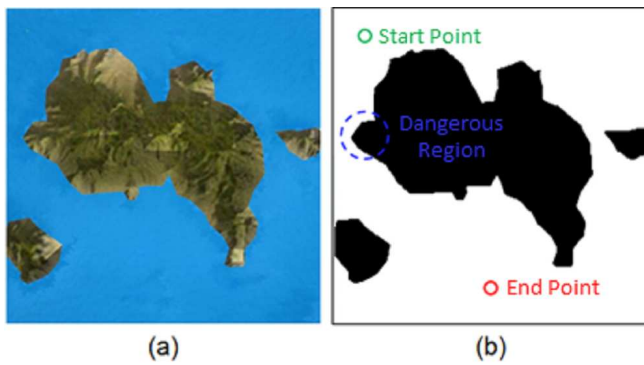 Start Point
Dangerous
Region
End Point
(a)
(b)